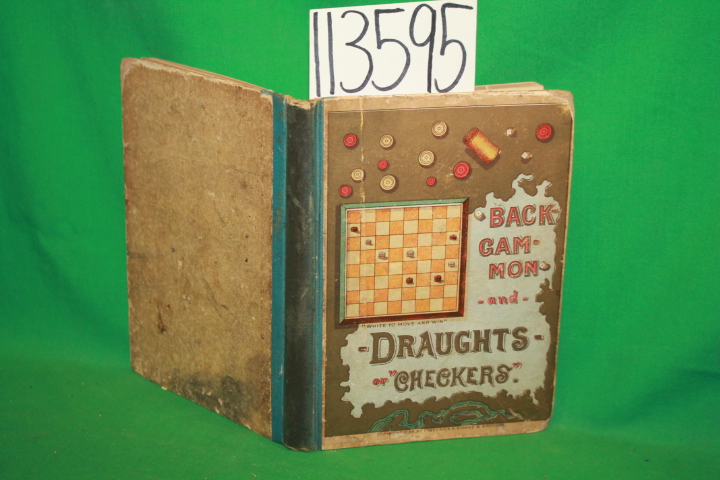 113595
BACK-
GAM-
MON
- and -
"WHITE TO MOVE AND WIN"
- DRAUGHTS -
or "CHECKERS".